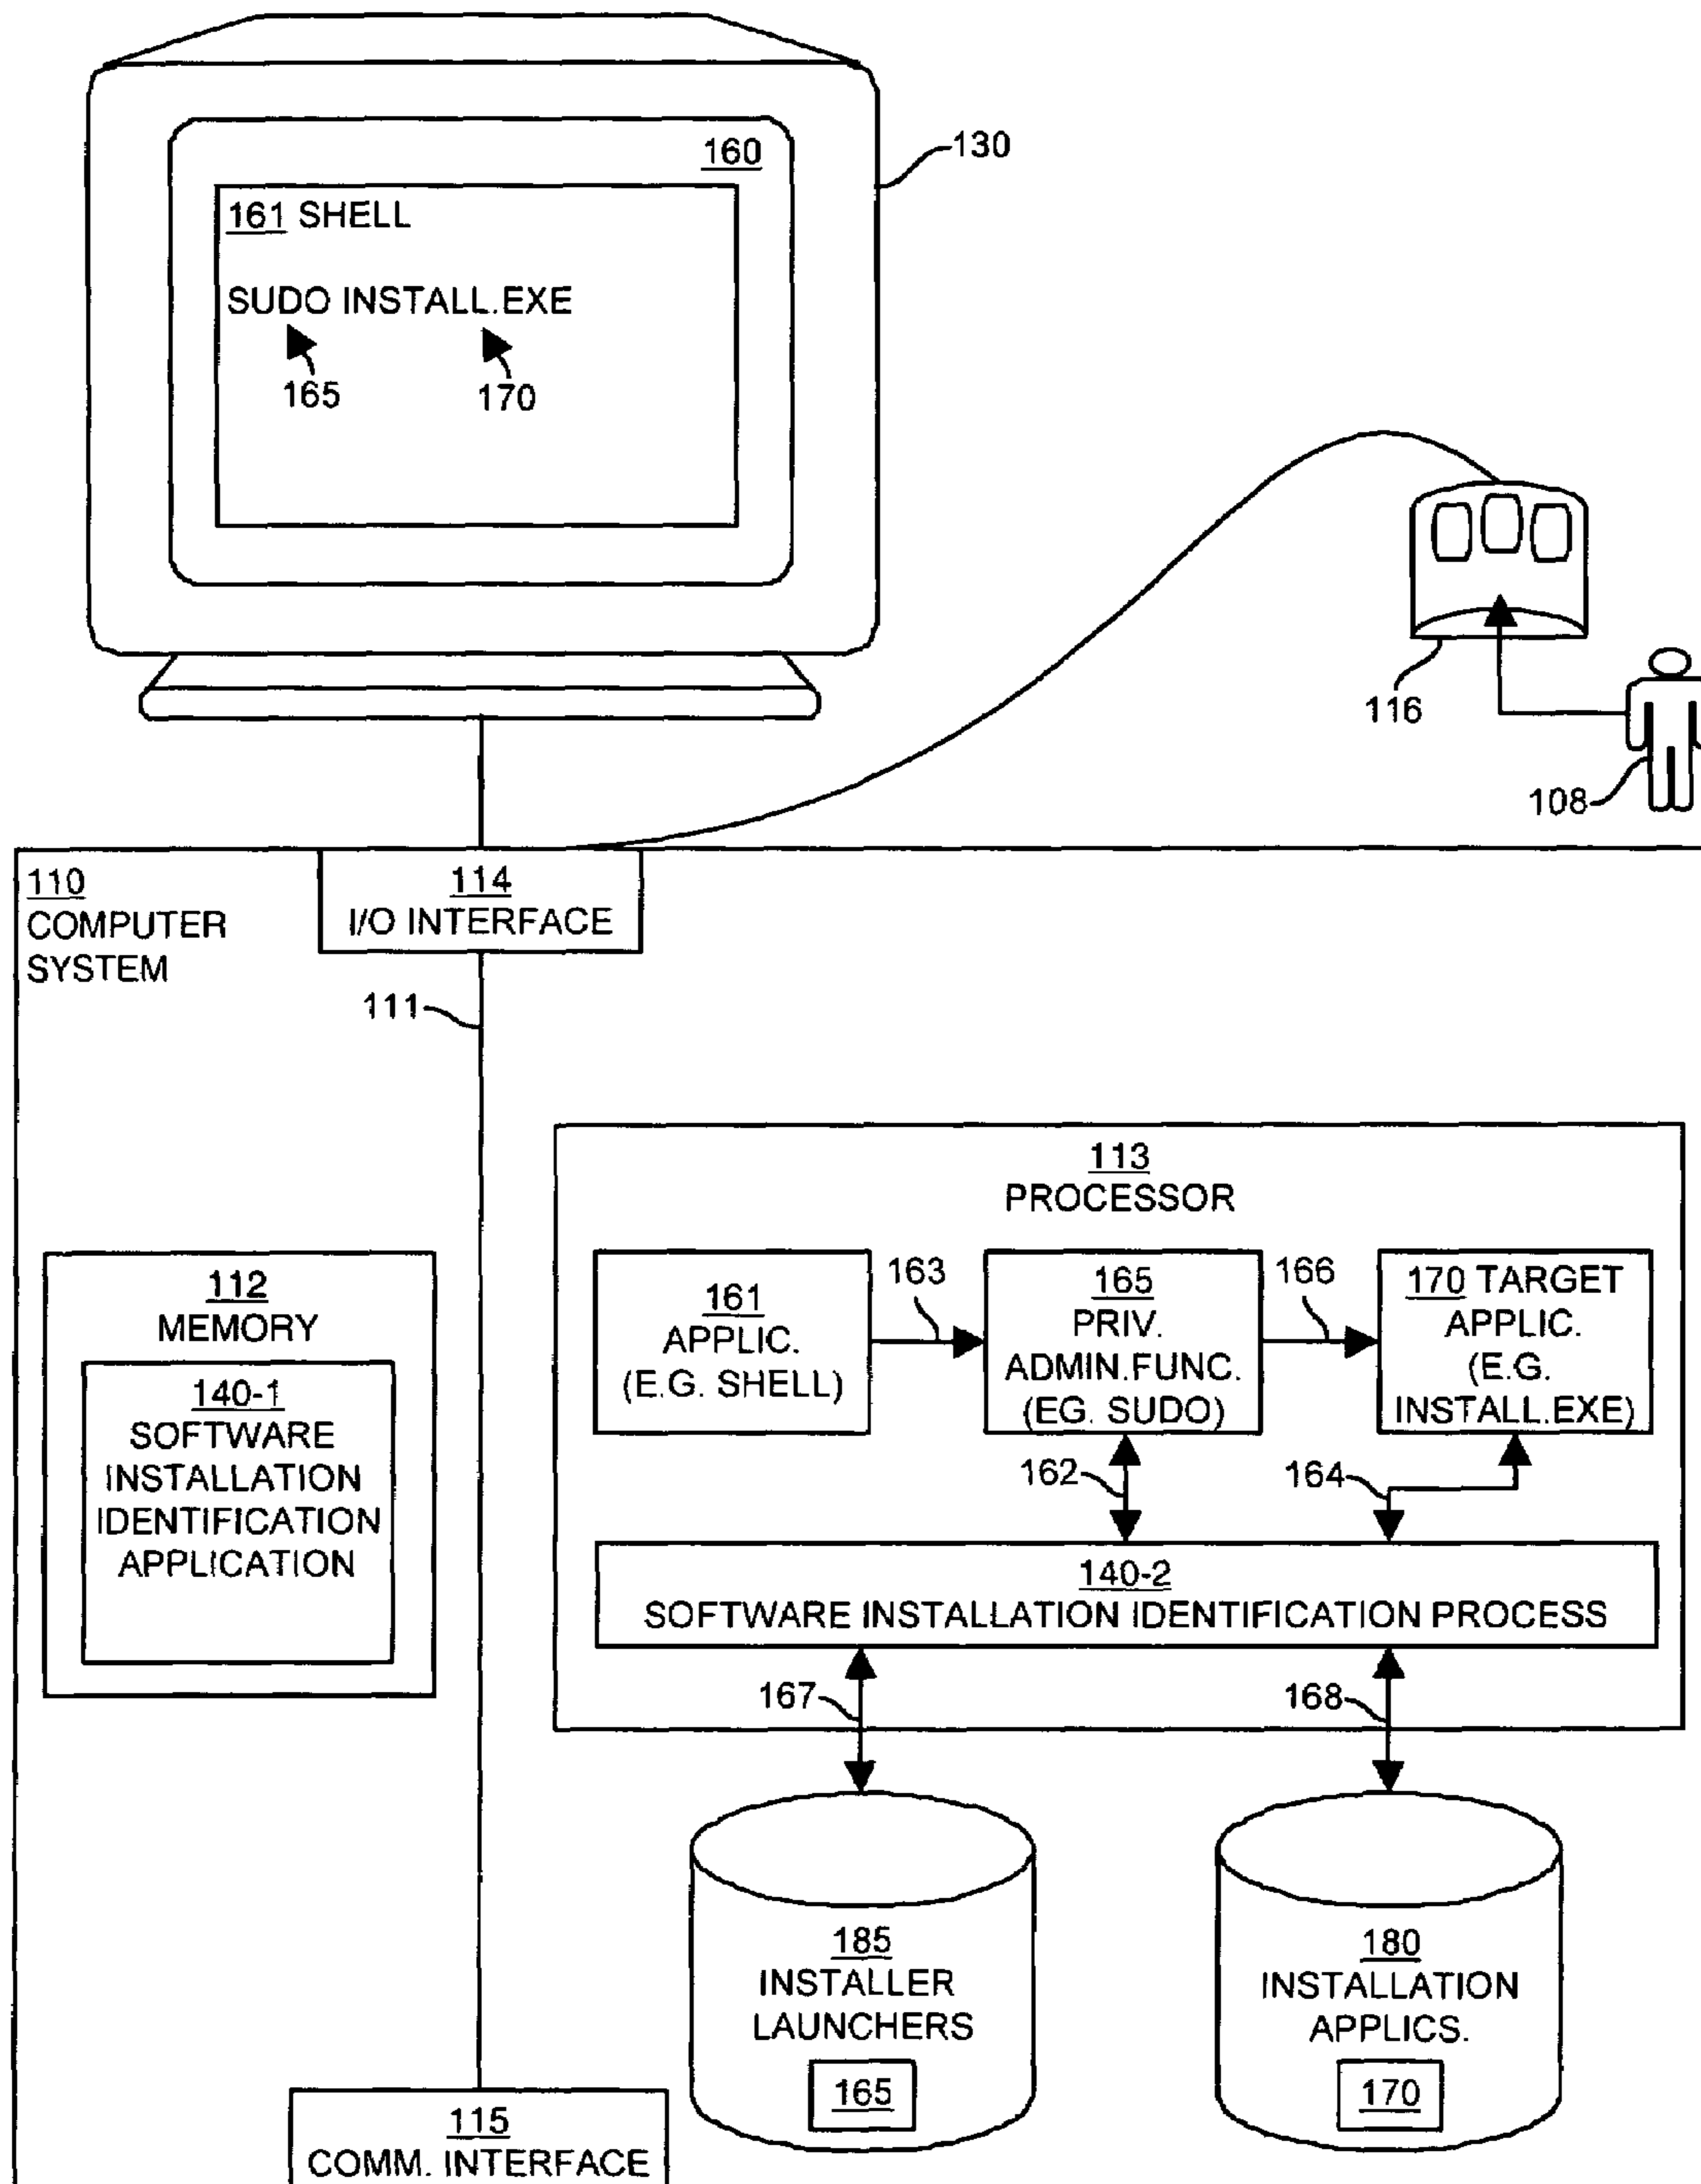 130
160
161 SHELL
SUDO INSTALL.EXE
165
170
116
108
110
COMPUTER
SYSTEM
114
I/O INTERFACE
111
113
PROCESSOR
112
MEMORY
140-1
SOFTWARE
INSTALLATION
IDENTIFICATION
APPLICATION
161
APPLIC.
(E.G. SHELL)
163
165
PRIV.
ADMIN.FUNC.
(EG. SUDO)
166
170 TARGET
APPLIC.
(E.G.
INSTALL.EXE)
162
164
140-2
SOFTWARE INSTALLATION IDENTIFICATION PROCESS
167
168
185
INSTALLER
LAUNCHERS
165
180
INSTALLATION
APPLICS.
170
115
COMM. INTERFACE